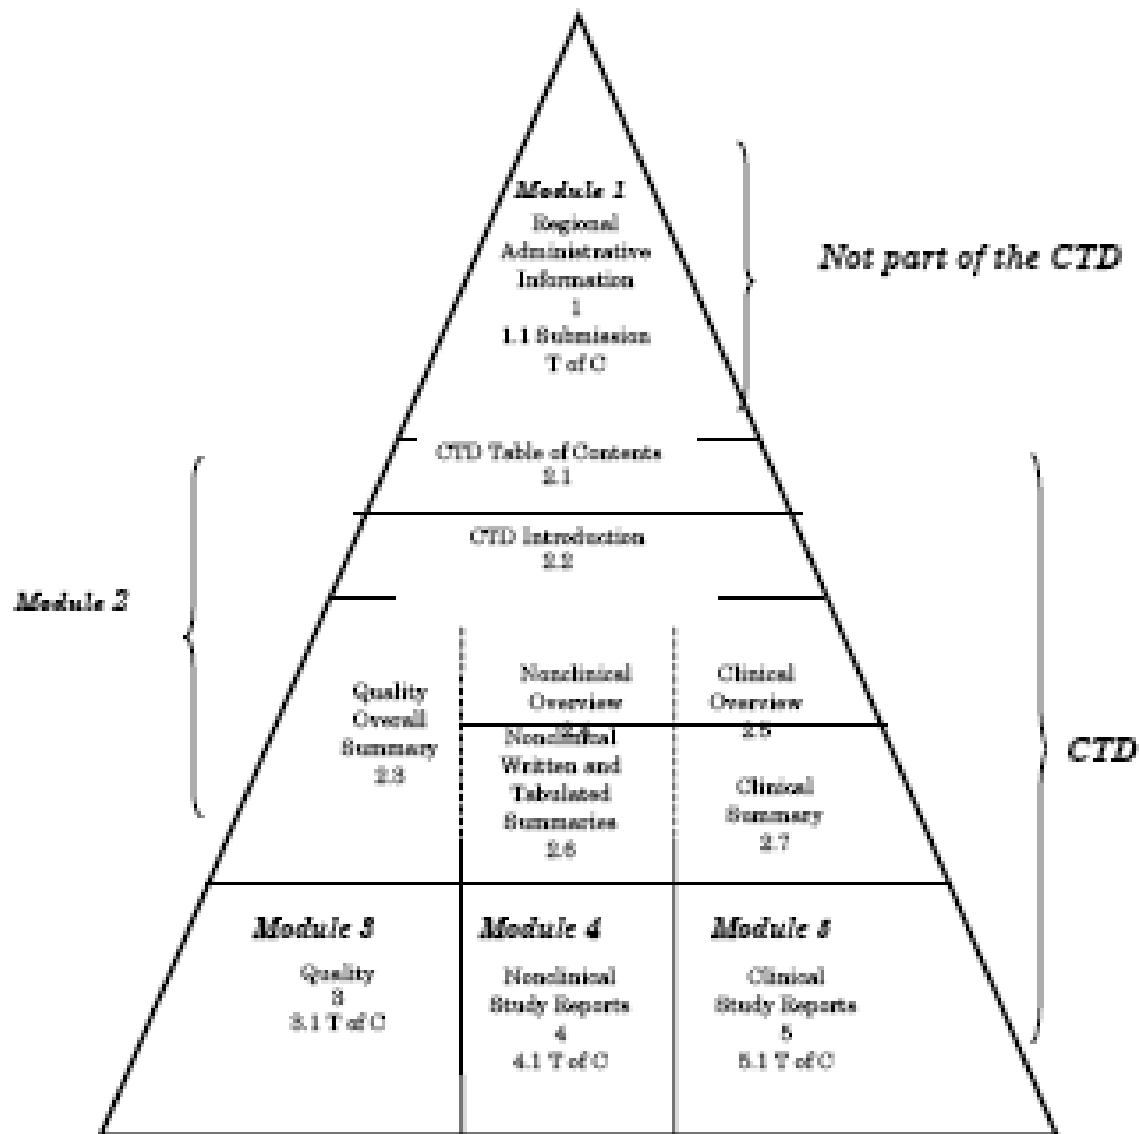 Module 1
Regional
Administrative
Information
1
1.1 Submission
T of C
Not part of the CTD
CTD Table of Contents
2.1
CTD Introduction
2.2
Module 2
Quality
Overall
Summary
2.3
Nonclinical
Overview
Nonclinical
Written and
Tabulated
Summaries
2.6
Clinical
Overview
2.5
Clinical
Summary
2.7
CTD
Module 3
Quality
3
3.1 T of C
Module 4
Nonclinical
Study Reports
4
4.1 T of C
Module 5
Clinical
Study Reports
5
5.1 T of C